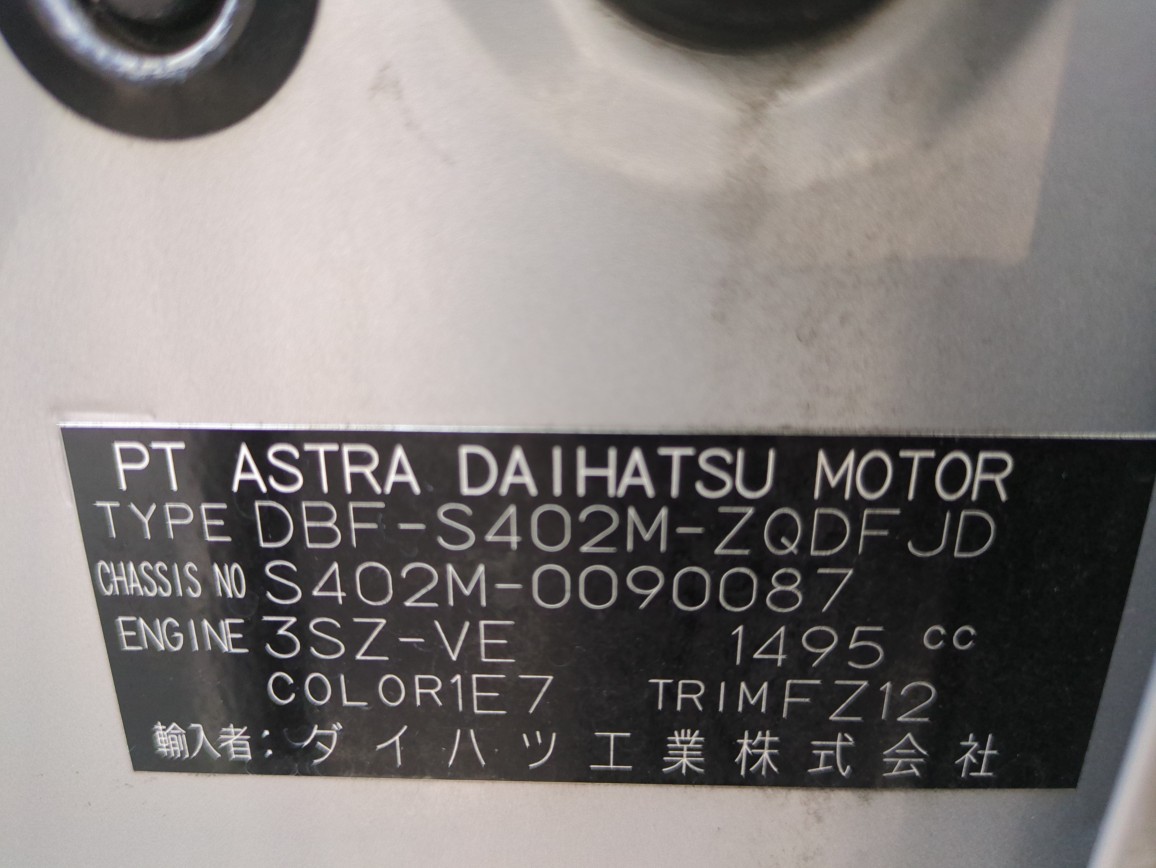 PT ASTRA DAIHATSU MOTOR
TYPE DBF-S402M-ZQDFJD
CHASSIS NO S402M-0090087
ENGINE 3SZ-VE 1495 cc
COLOR 1E7 TRIM FZ12
輸入者:ダイハツ工業株式会社